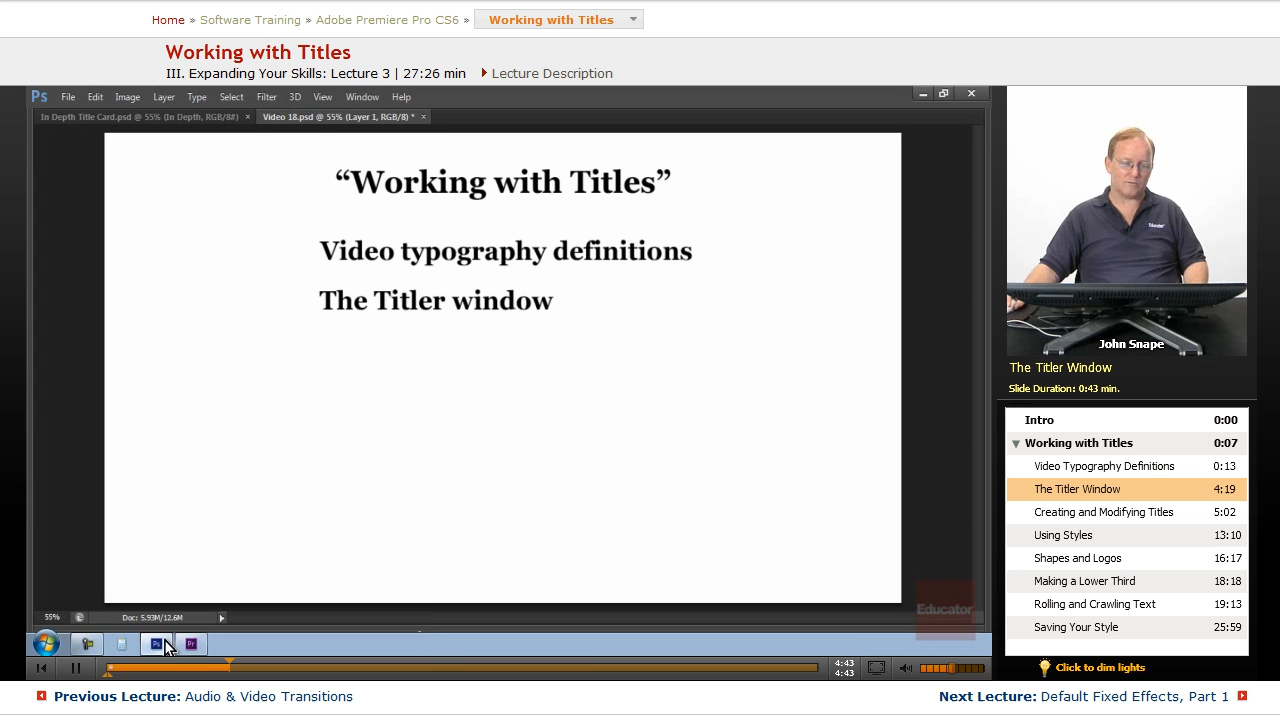 Home » Software Training » Adobe Premiere Pro CS6 » Working with Titles
Working with Titles
III. Expanding Your Skills: Lecture 3 | 27:26 min Lecture Description
Ps File Edit Image Layer Type Select Filter 3D View Window Help
In Depth Title Card.psd @ 55% (In Depth, RGB/8#) × Video 18.psd @ 55% (Layer 1, RGB/8) * ×
“Working with Titles”
Video typography definitions
The Titler window
55% Doc: 5.93M/12.6M
Educator
Ps Pr
4:43
4:43
John Snape
The Titler Window
Slide Duration: 0:43 min.
Intro 0:00
Working with Titles 0:07
Video Typography Definitions 0:13
The Titler Window 4:19
Creating and Modifying Titles 5:02
Using Styles 13:10
Shapes and Logos 16:17
Making a Lower Third 18:18
Rolling and Crawling Text 19:13
Saving Your Style 25:59
Click to dim lights
Previous Lecture: Audio & Video Transitions
Next Lecture: Default Fixed Effects, Part 1